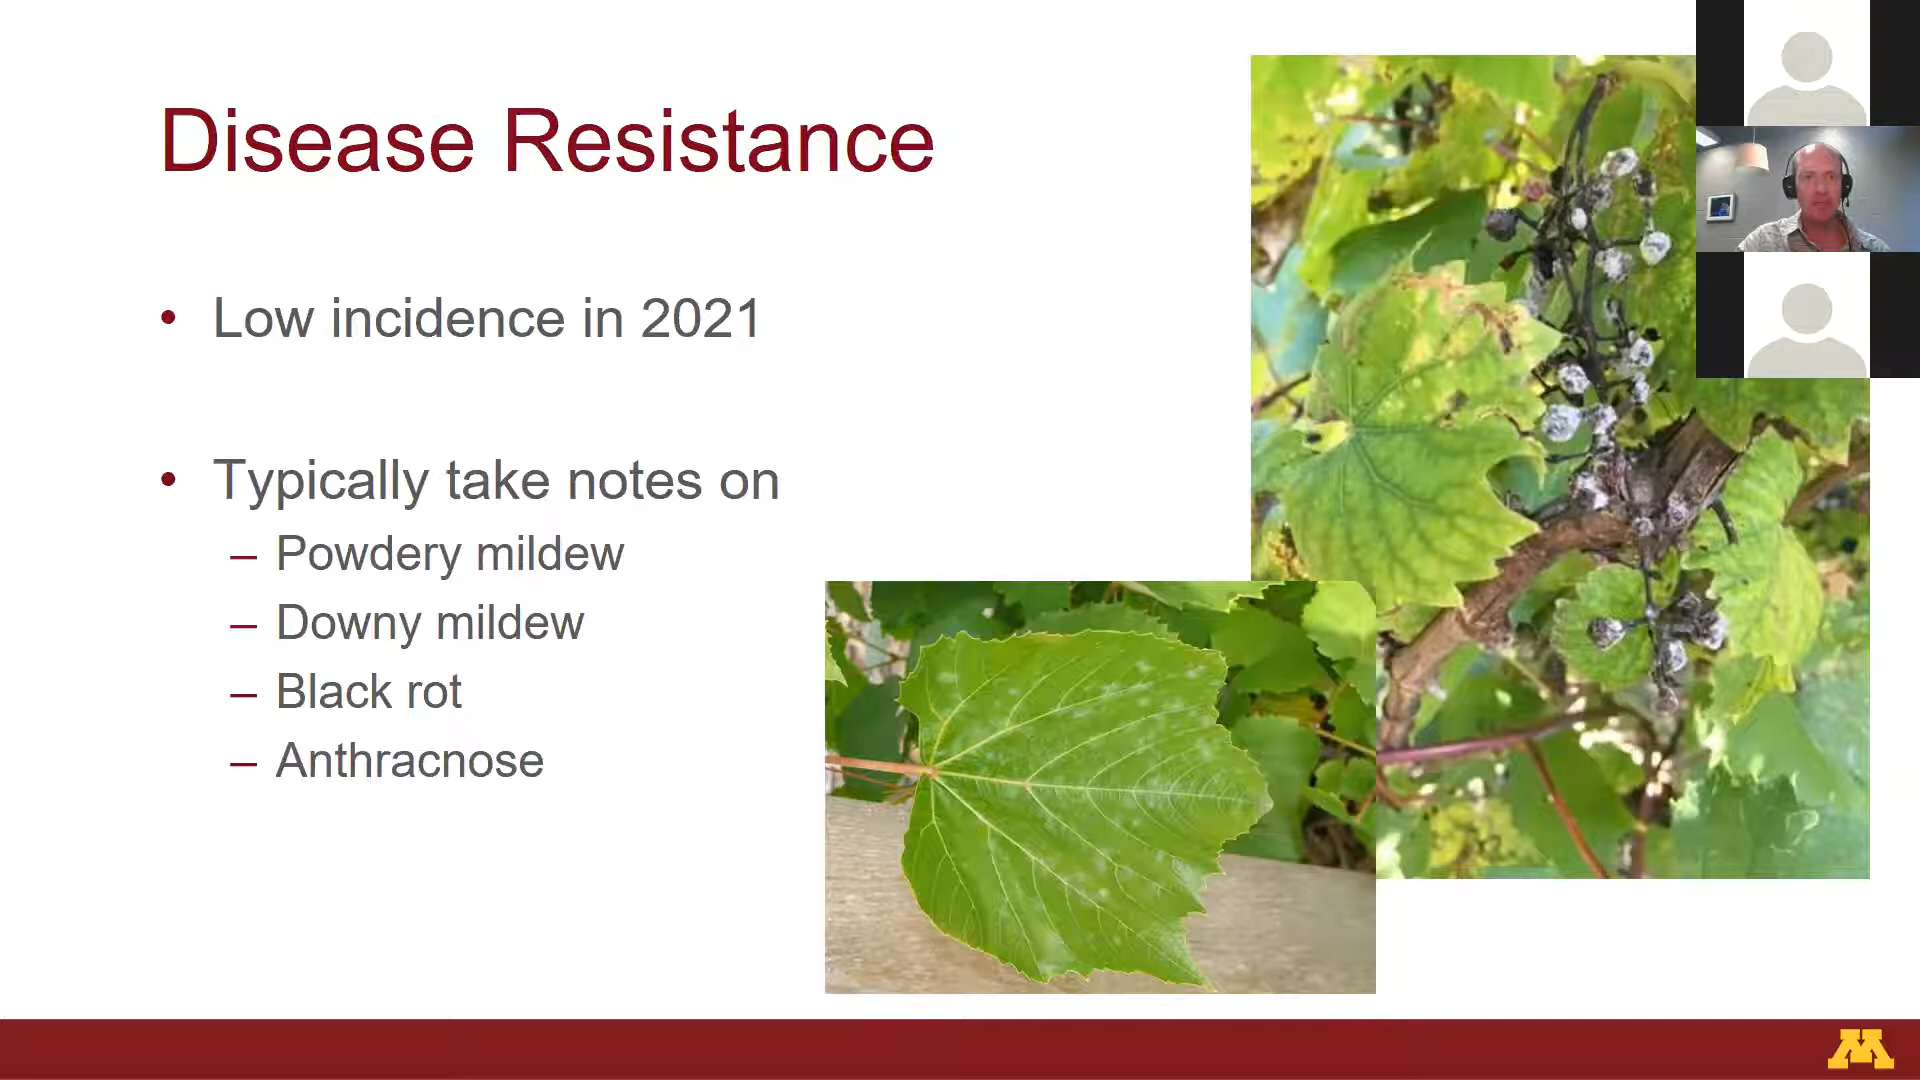 Disease Resistance
• Low incidence in 2021
• Typically take notes on
– Powdery mildew
– Downy mildew
– Black rot
– Anthracnose
M